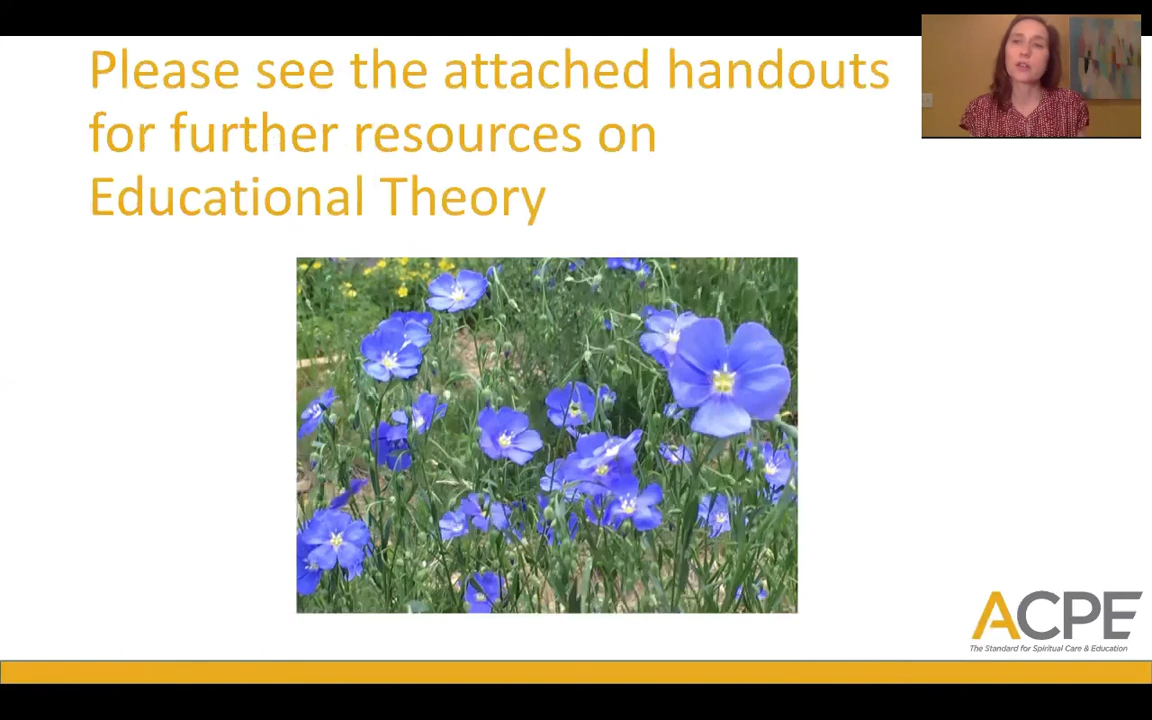 Please see the attached handouts
for further resources on
Educational Theory
ACPE
The Standard for Spiritual Care & Education